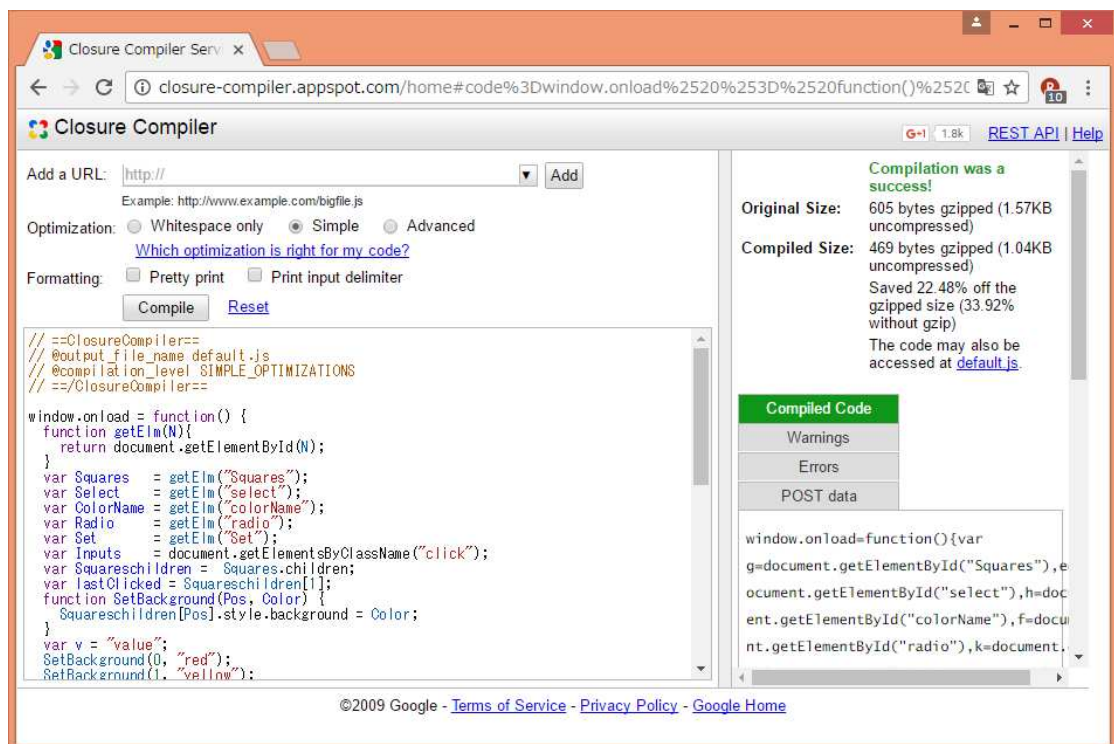 Closure Compiler Serv
closure-compiler.appspot.com/home#code%3Dwindow.onload%2520%253D%2520function()%252
10
Closure Compiler
G+1 1.8k REST API | Help
Add a URL: http:// Add
Example: http://www.example.com/bigfile.js
Optimization: Whitespace only Simple Advanced
Which optimization is right for my code?
Formatting: Pretty print Print input delimiter
Compile Reset
// ==ClosureCompiler==
// @output_file_name default.js
// @compilation_level SIMPLE_OPTIMIZATIONS
// ==/ClosureCompiler==
window.onload = function() {
function getElm(N){
return document.getElementById(N);
}
var Squares = getElm("Squares");
var Select = getElm("select");
var ColorName = getElm("colorName");
var Radio = getElm("radio");
var Set = getElm("Set");
var Inputs = document.getElementsByClassName("click");
var Squareschildren = Squares.children;
var lastClicked = Squareschildren[1];
function SetBackground(Pos, Color) {
Squareschildren[Pos].style.background = Color;
}
var v = "value";
SetBackground(0, "red");
SetBackground(1, "yellow");
Compilation was a
success!
Original Size: 605 bytes gzipped (1.57KB
uncompressed)
Compiled Size: 469 bytes gzipped (1.04KB
uncompressed)
Saved 22.48% off the
gzipped size (33.92%
without gzip)
The code may also be
accessed at default.js.
Compiled Code
Warnings
Errors
POST data
window.onload=function(){var
g=document.getElementById("Squares"),e
ocument.getElementById("select"),h=doc
ent.getElementById("colorName"),f=docu
nt.getElementById("radio"),k=document.
©2009 Google - Terms of Service - Privacy Policy - Google Home